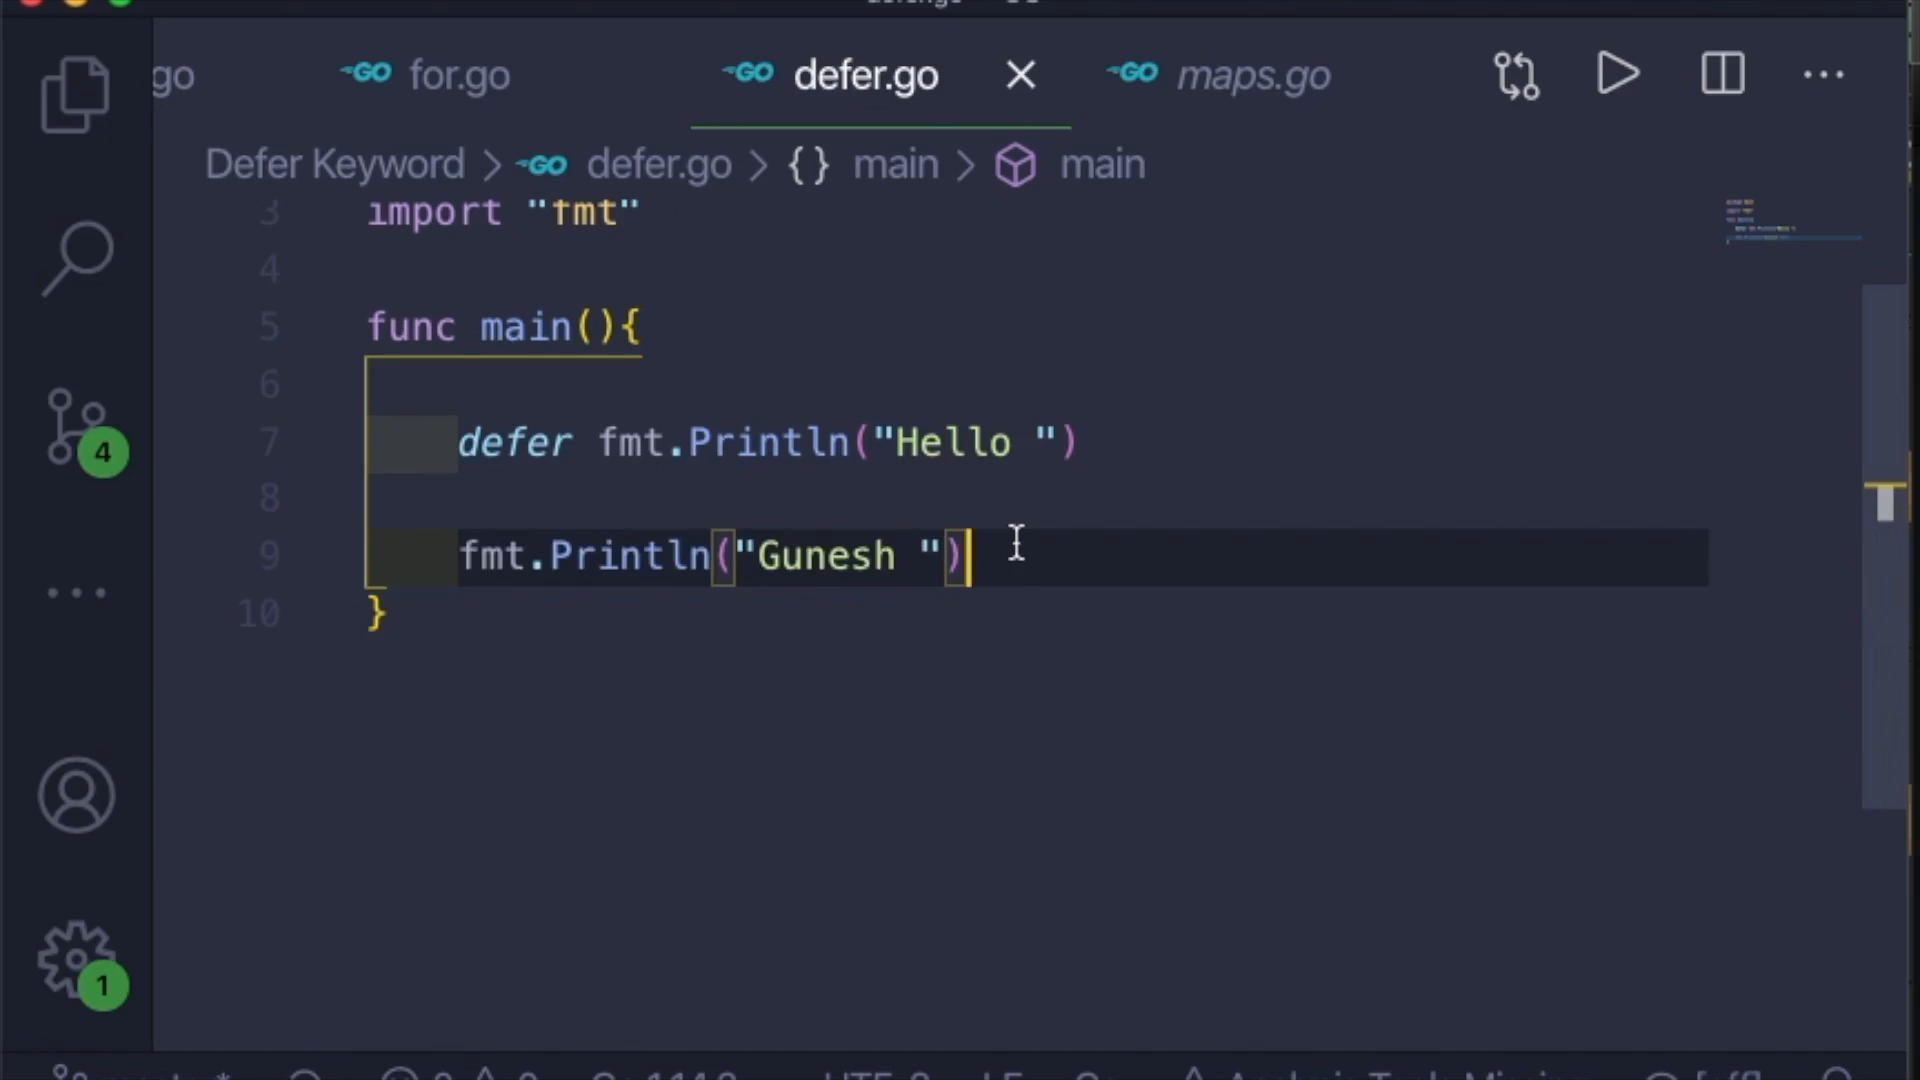 go for.go defer.go maps.go
Defer Keyword > defer.go > {} main > main
3 import "fmt"
4
5 func main(){
6
7 defer fmt.Println("Hello ")
8
9 fmt.Println("Gunesh ")
10 }
4
1